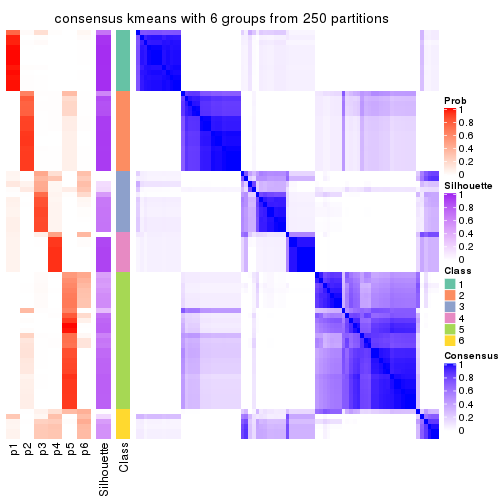 consensus kmeans with 6 groups from 250 partitions
Prob
1
0.8
0.6
0.4
0.2
0
Silhouette
1
0.8
0.6
0.4
0.2
0
Class
1
2
3
4
5
6
Consensus
1
0.8
0.6
0.4
0.2
0
p1
p2
p3
p4
p5
p6
Silhouette
Class